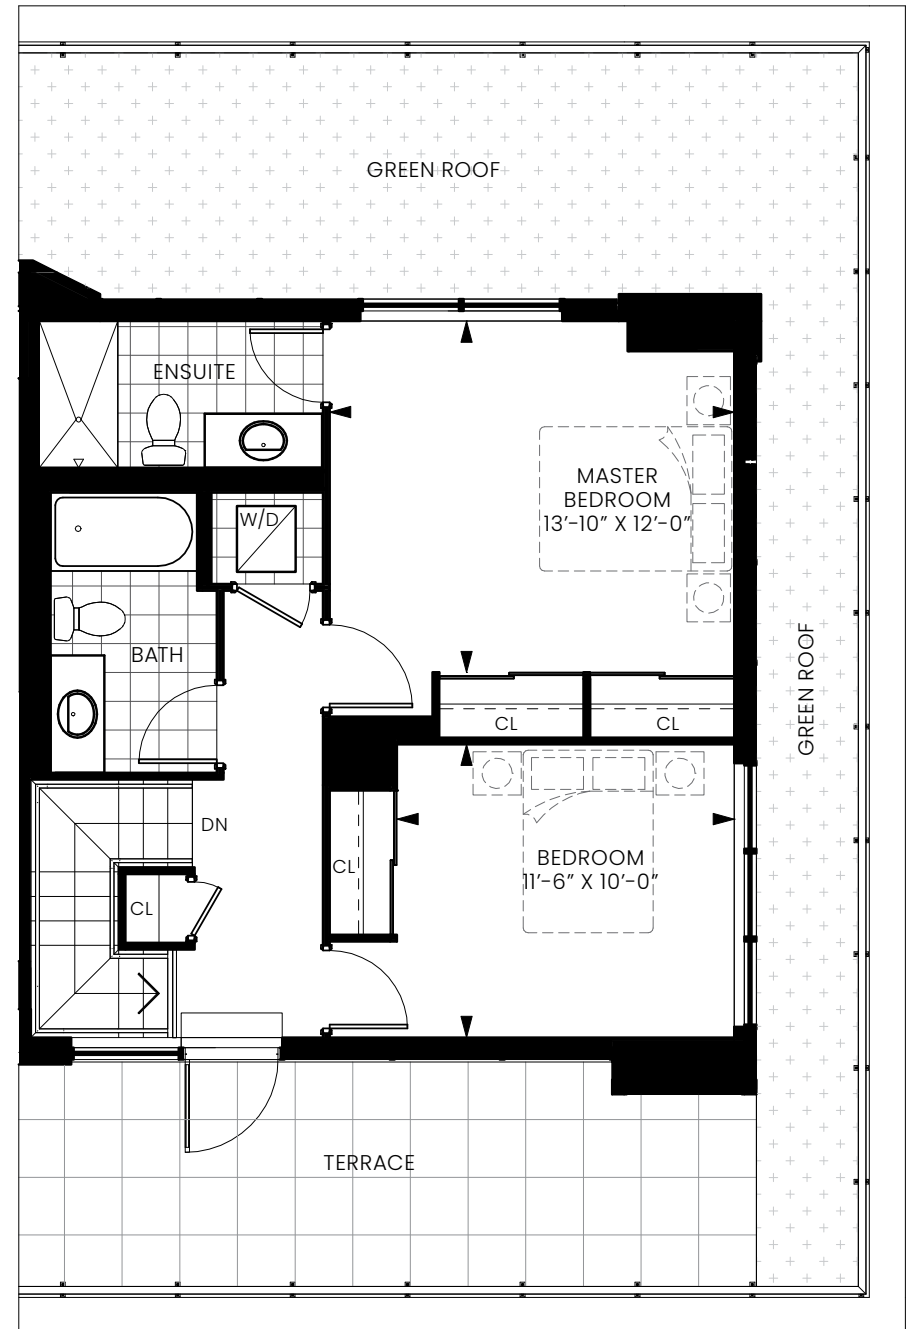 GREEN ROOF
ENSUITE
MASTER
BEDROOM
13'-10" X 12'-0"
W/D
BATH
GREEN ROOF
CL
CL
DN
BEDROOM
11'-6" X 10'-0"
CL
CL
TERRACE